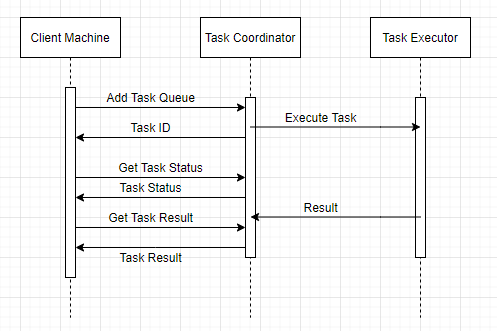 Client Machine
Task Coordinator
Task Executor
Add Task Queue
Execute Task
Task ID
Get Task Status
Task Status
Result
Get Task Result
Task Result